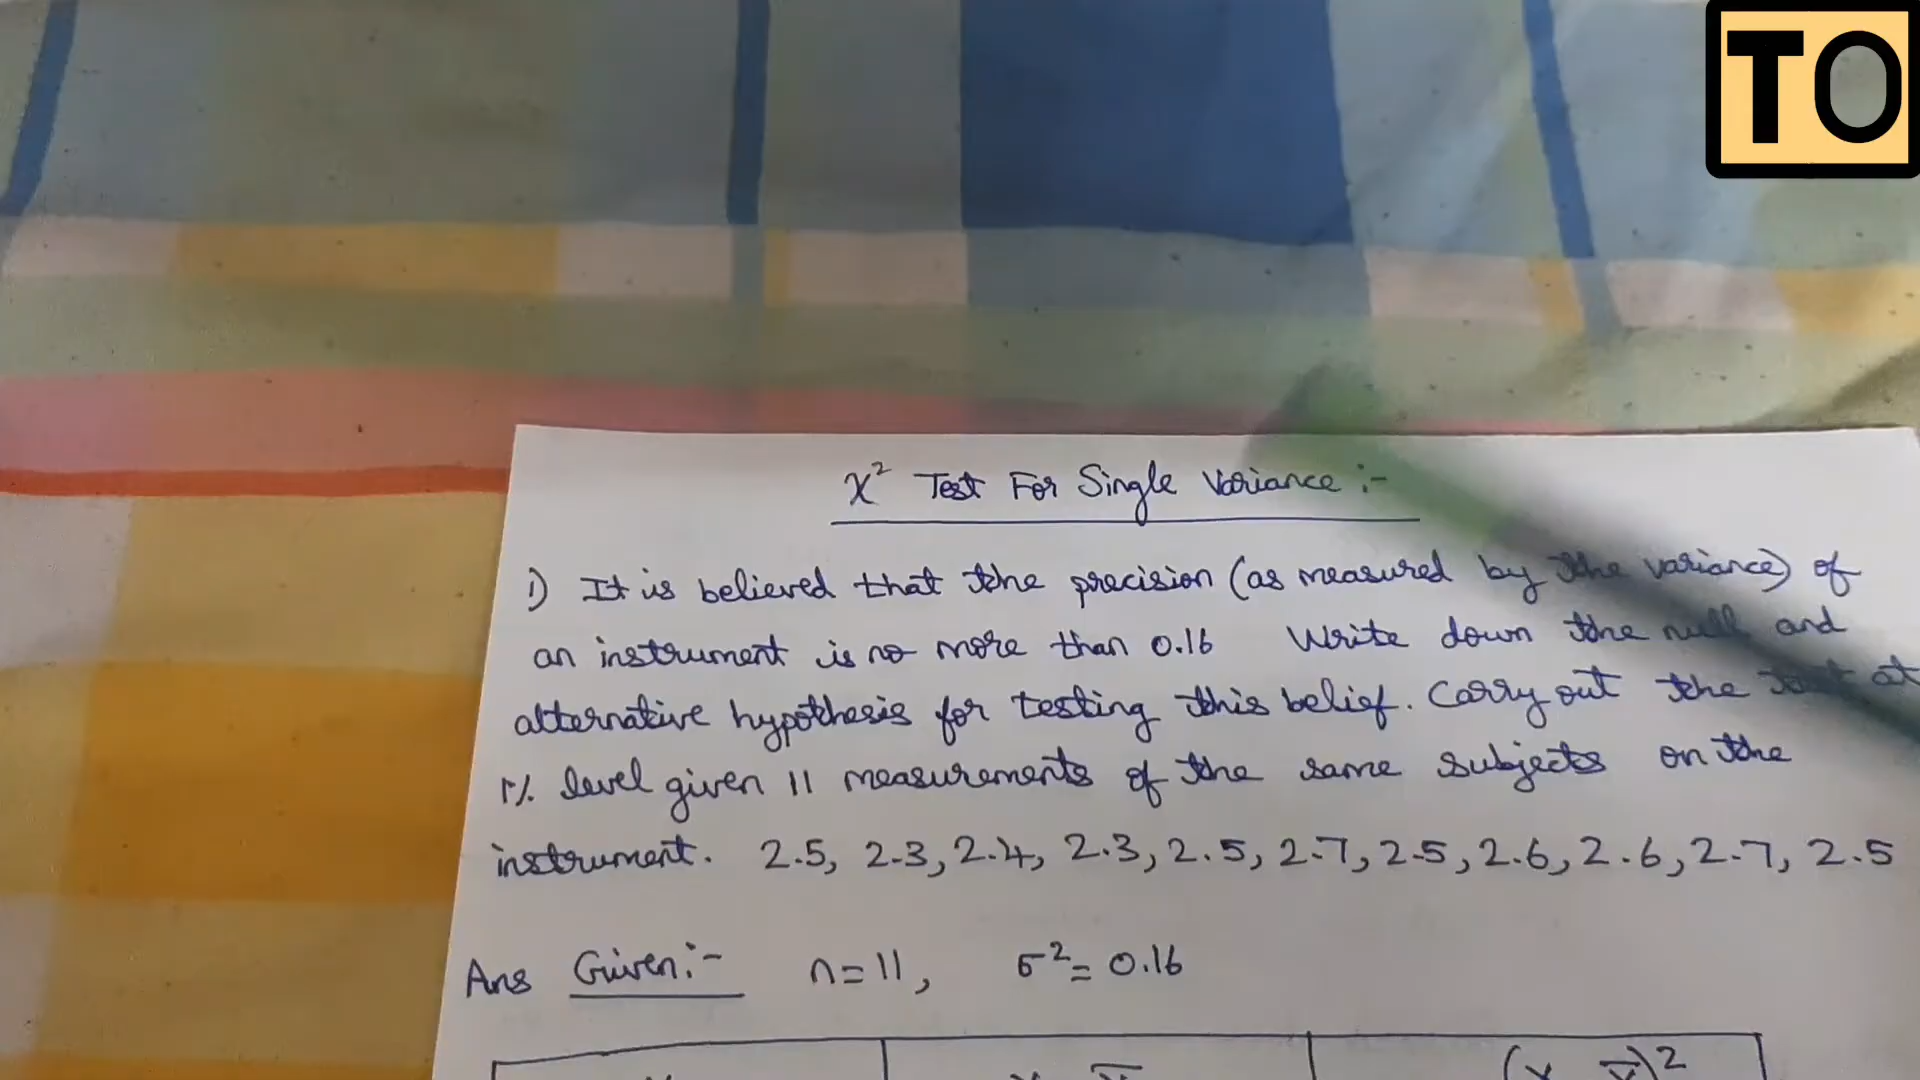 TO
χ² Test For Single Variance :-
1) It is believed that the precision (as measured by the variance) of
an instrument is no more than 0.16 Write down the null and
alternative hypothesis for testing this belief. Carry out the test at
1% level given 11 measurements of the same subjects on the
instrument. 2.5, 2.3, 2.4, 2.3, 2.5, 2.7, 2.5, 2.6, 2.6, 2.7, 2.5
Ans Given:- n=11, σ²= 0.16